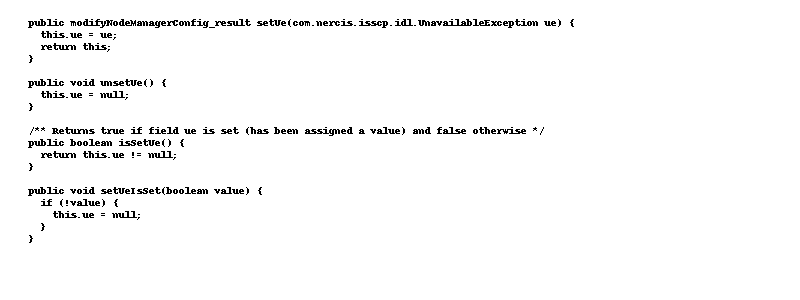 public modifyNodeManagerConfig_result setUe(com.nercis.isscp.idl.UnavailableException ue) {
  this.ue = ue;
  return this;
}

public void unsetUe() {
  this.ue = null;
}

/** Returns true if field ue is set (has been assigned a value) and false otherwise */
public boolean isSetUe() {
  return this.ue != null;
}

public void setUeIsSet(boolean value) {
  if (!value) {
    this.ue = null;
  }
}